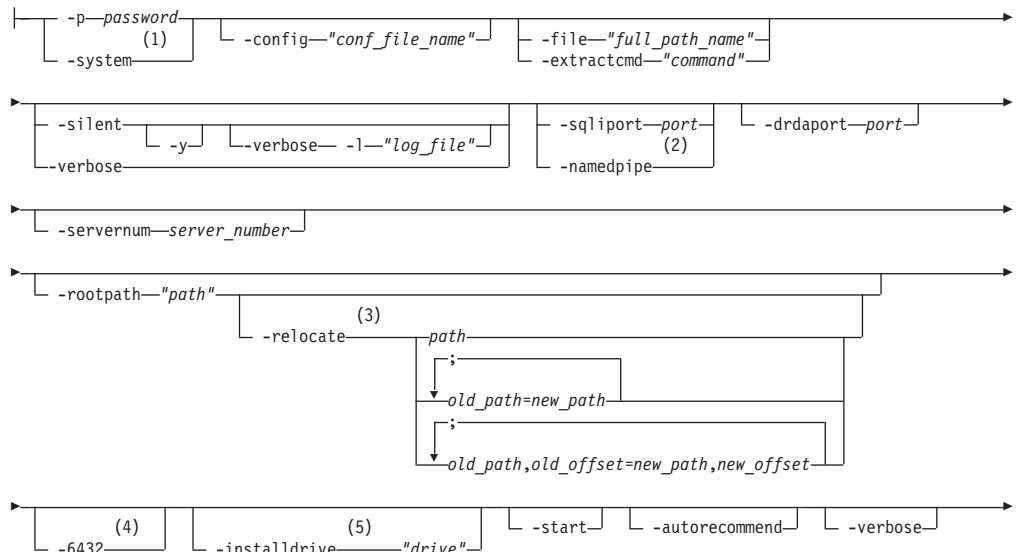 -p password
(1)
-system
-config "conf_file_name"
-file "full_path_name"
-extractcmd "command"
-silent
-y
-verbose -l "log_file"
-verbose
-sqliport port
(2)
-namedpipe
-drdaport port
-servernum server_number
-rootpath "path"
(3)
-relocate
path
;
old_path=new_path
;
old_path,old_offset=new_path,new_offset
(4)
-6432
(5)
-installdrive "drive"
-start
-autorecommend
-verbose